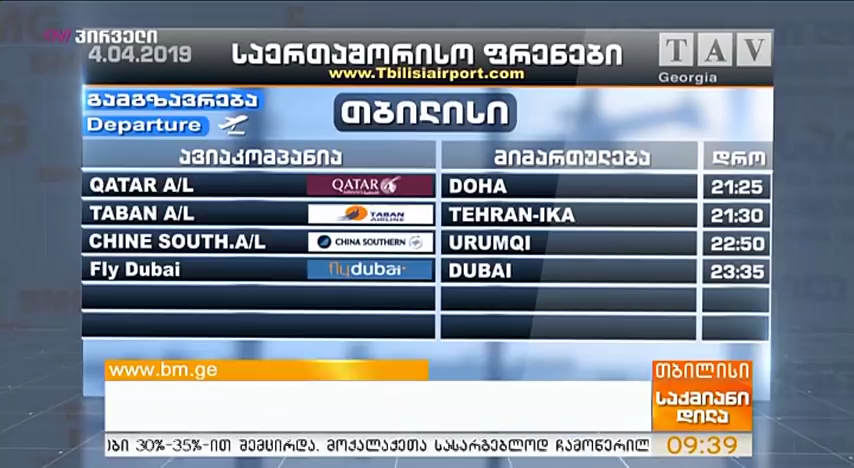 პირველი
4.04.2019
საერთაშორისო ფრენები
www.Tbilisiairport.com
TAV
Georgia
გამგზავრება
Departure
თბილისი
ავიაკომპანია მიმართულება დრო
QATAR A/L QATAR DOHA 21:25
TABAN A/L TABAN AIRLINE TEHRAN-IKA 21:30
CHINE SOUTH.A/L CHINA SOUTHERN URUMQI 22:50
Fly Dubai flydubai DUBAI 23:35
www.bm.ge
თბილისი
საქმიანი
დილა
ბი 30%-35%-ით შემცირდა. მოქალაქეთა სასარგებლოდ ჩამოწერილ
09:39